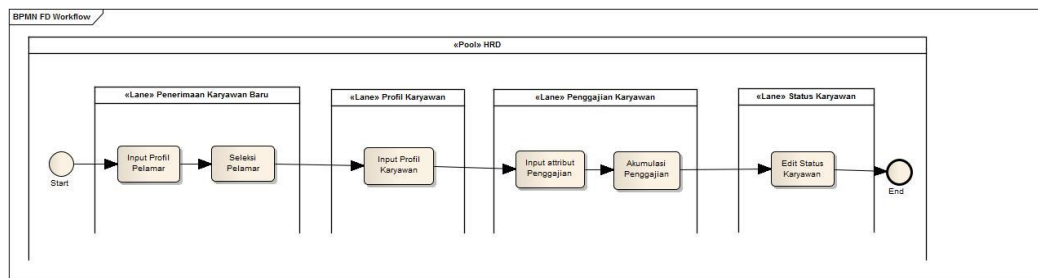 BPMN FD Workflow
«Pool» HRD
«Lane» Penerimaan Karyawan Baru
«Lane» Profil Karyawan
«Lane» Penggajian Karyawan
«Lane» Status Karyawan
Start
Input Profil
Pelamar
Seleksi
Pelamar
Input Profil
Karyawan
Input attribut
Penggajian
Akumulasi
Penggajian
Edit Status
Karyawan
End